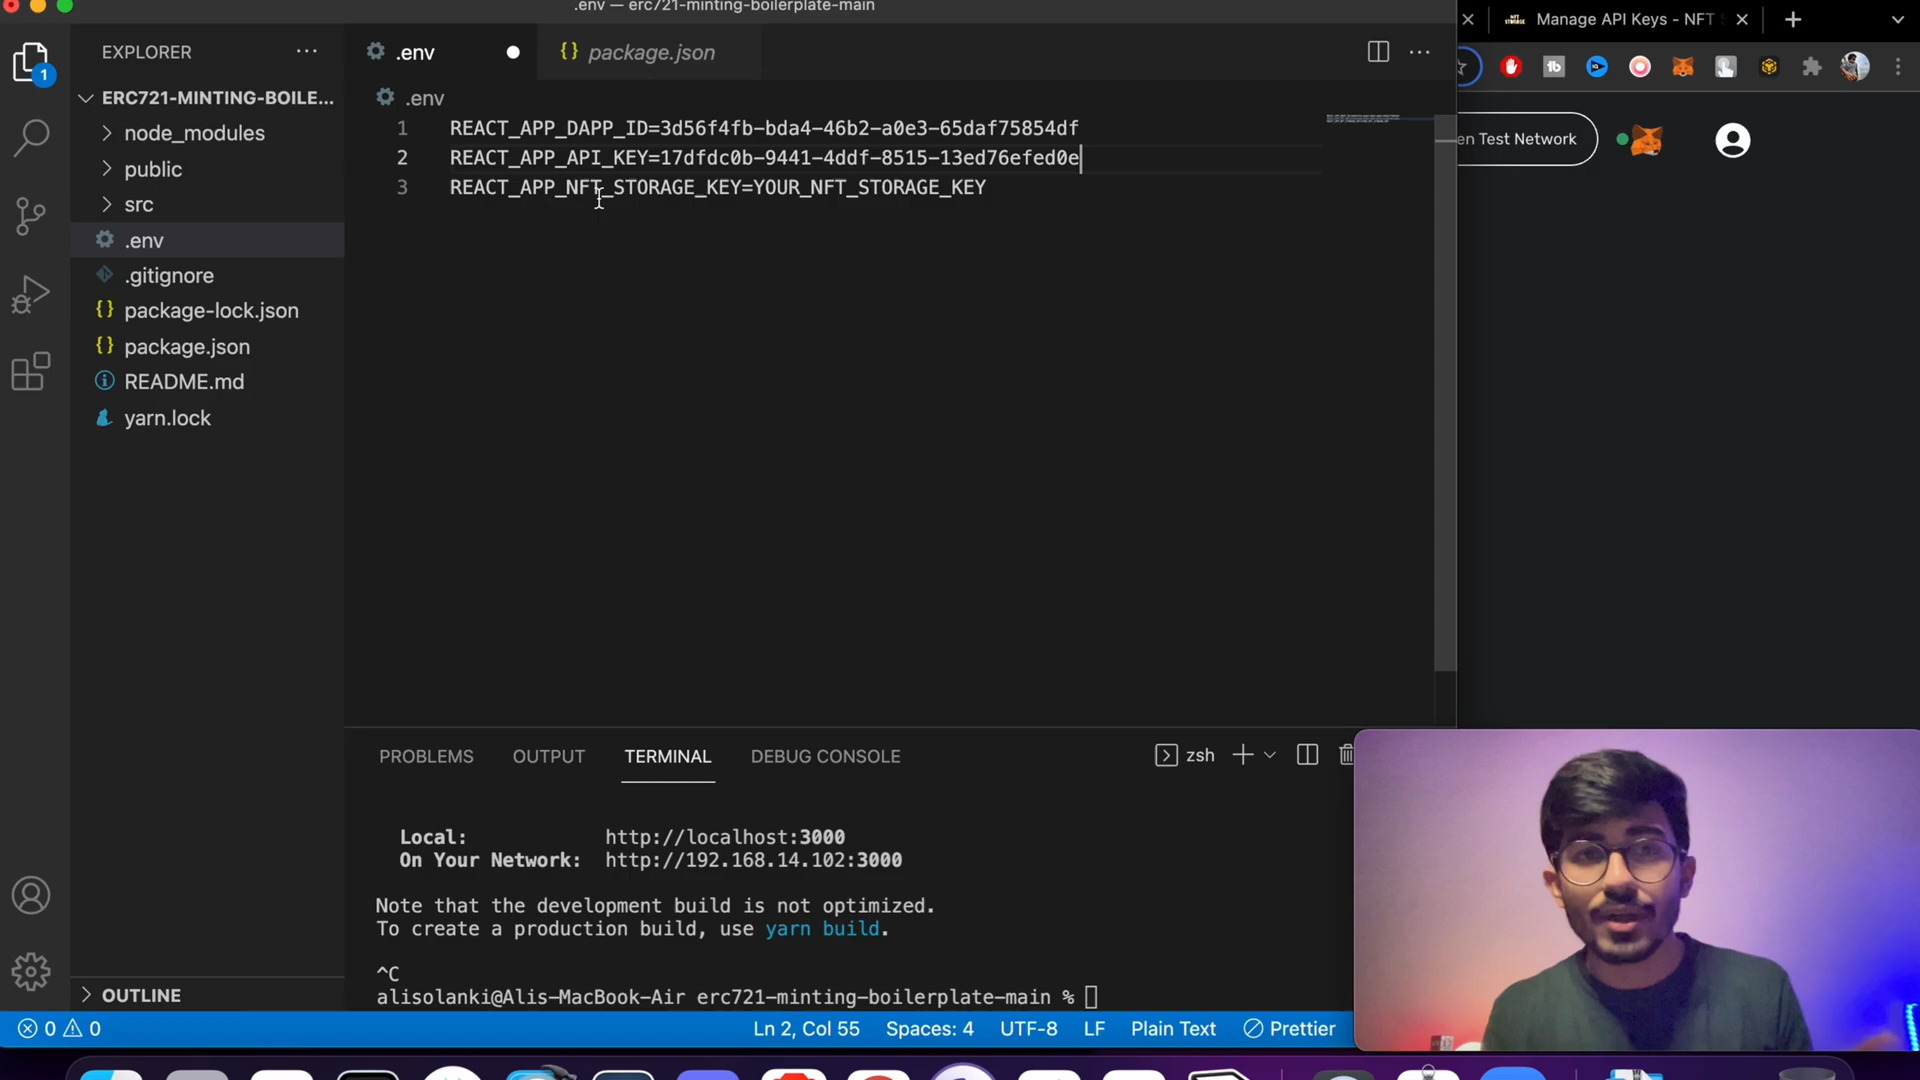 .env — erc721-minting-boilerplate-main
Manage API Keys - NFT S
EXPLORER
.env
package.json
1
ERC721-MINTING-BOILE...
node_modules
public
src
.env
.gitignore
package-lock.json
package.json
README.md
yarn.lock
OUTLINE
.env
1 REACT_APP_DAPP_ID=3d56f4fb-bda4-46b2-a0e3-65daf75854df
2 REACT_APP_API_KEY=17dfdc0b-9441-4ddf-8515-13ed76efed0e
3 REACT_APP_NFT_STORAGE_KEY=YOUR_NFT_STORAGE_KEY
en Test Network
PROBLEMS OUTPUT TERMINAL DEBUG CONSOLE
zsh
Local: http://localhost:3000
On Your Network: http://192.168.14.102:3000
Note that the development build is not optimized.
To create a production build, use yarn build.
^C
alisolanki@Alis-MacBook-Air erc721-minting-boilerplate-main %
0 0
Ln 2, Col 55 Spaces: 4 UTF-8 LF Plain Text Prettier